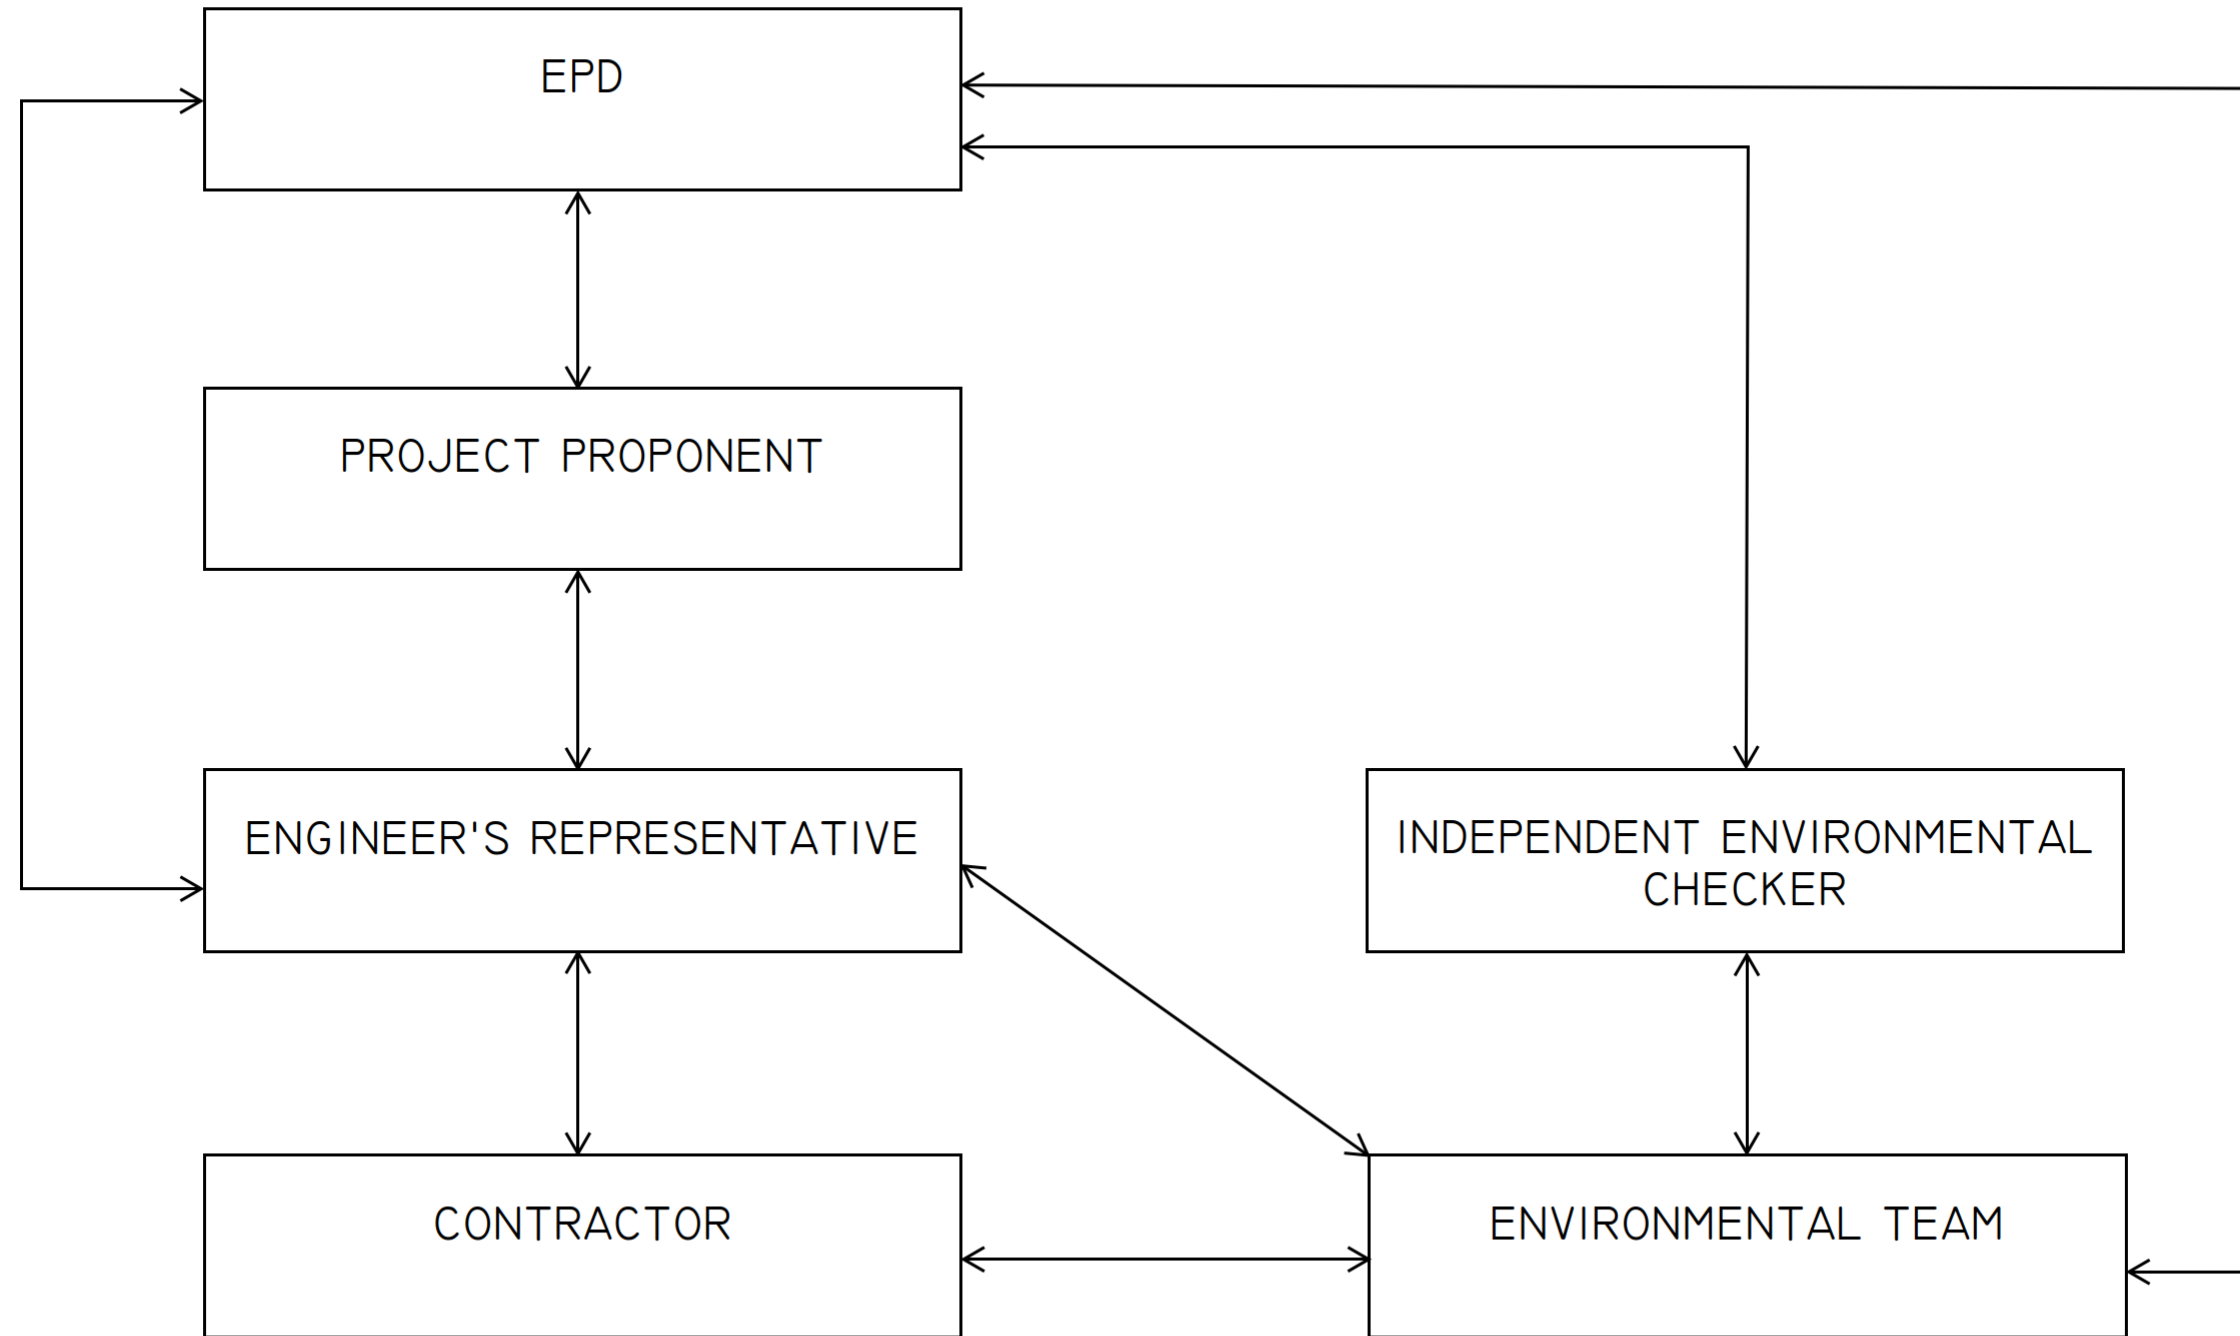 EPD
PROJECT PROPONENT
ENGINEER'S REPRESENTATIVE
INDEPENDENT ENVIRONMENTAL
CHECKER
CONTRACTOR
ENVIRONMENTAL TEAM